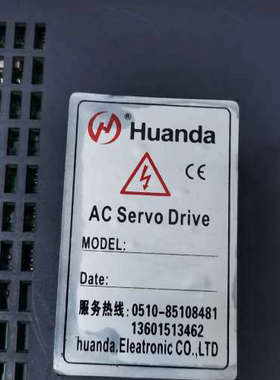 ® Huanda
CE
AC Servo Drive
MODEL:
Date:
服务热线: 0510-85108481
13601513462
huanda.Eleatronic CO.,LTD